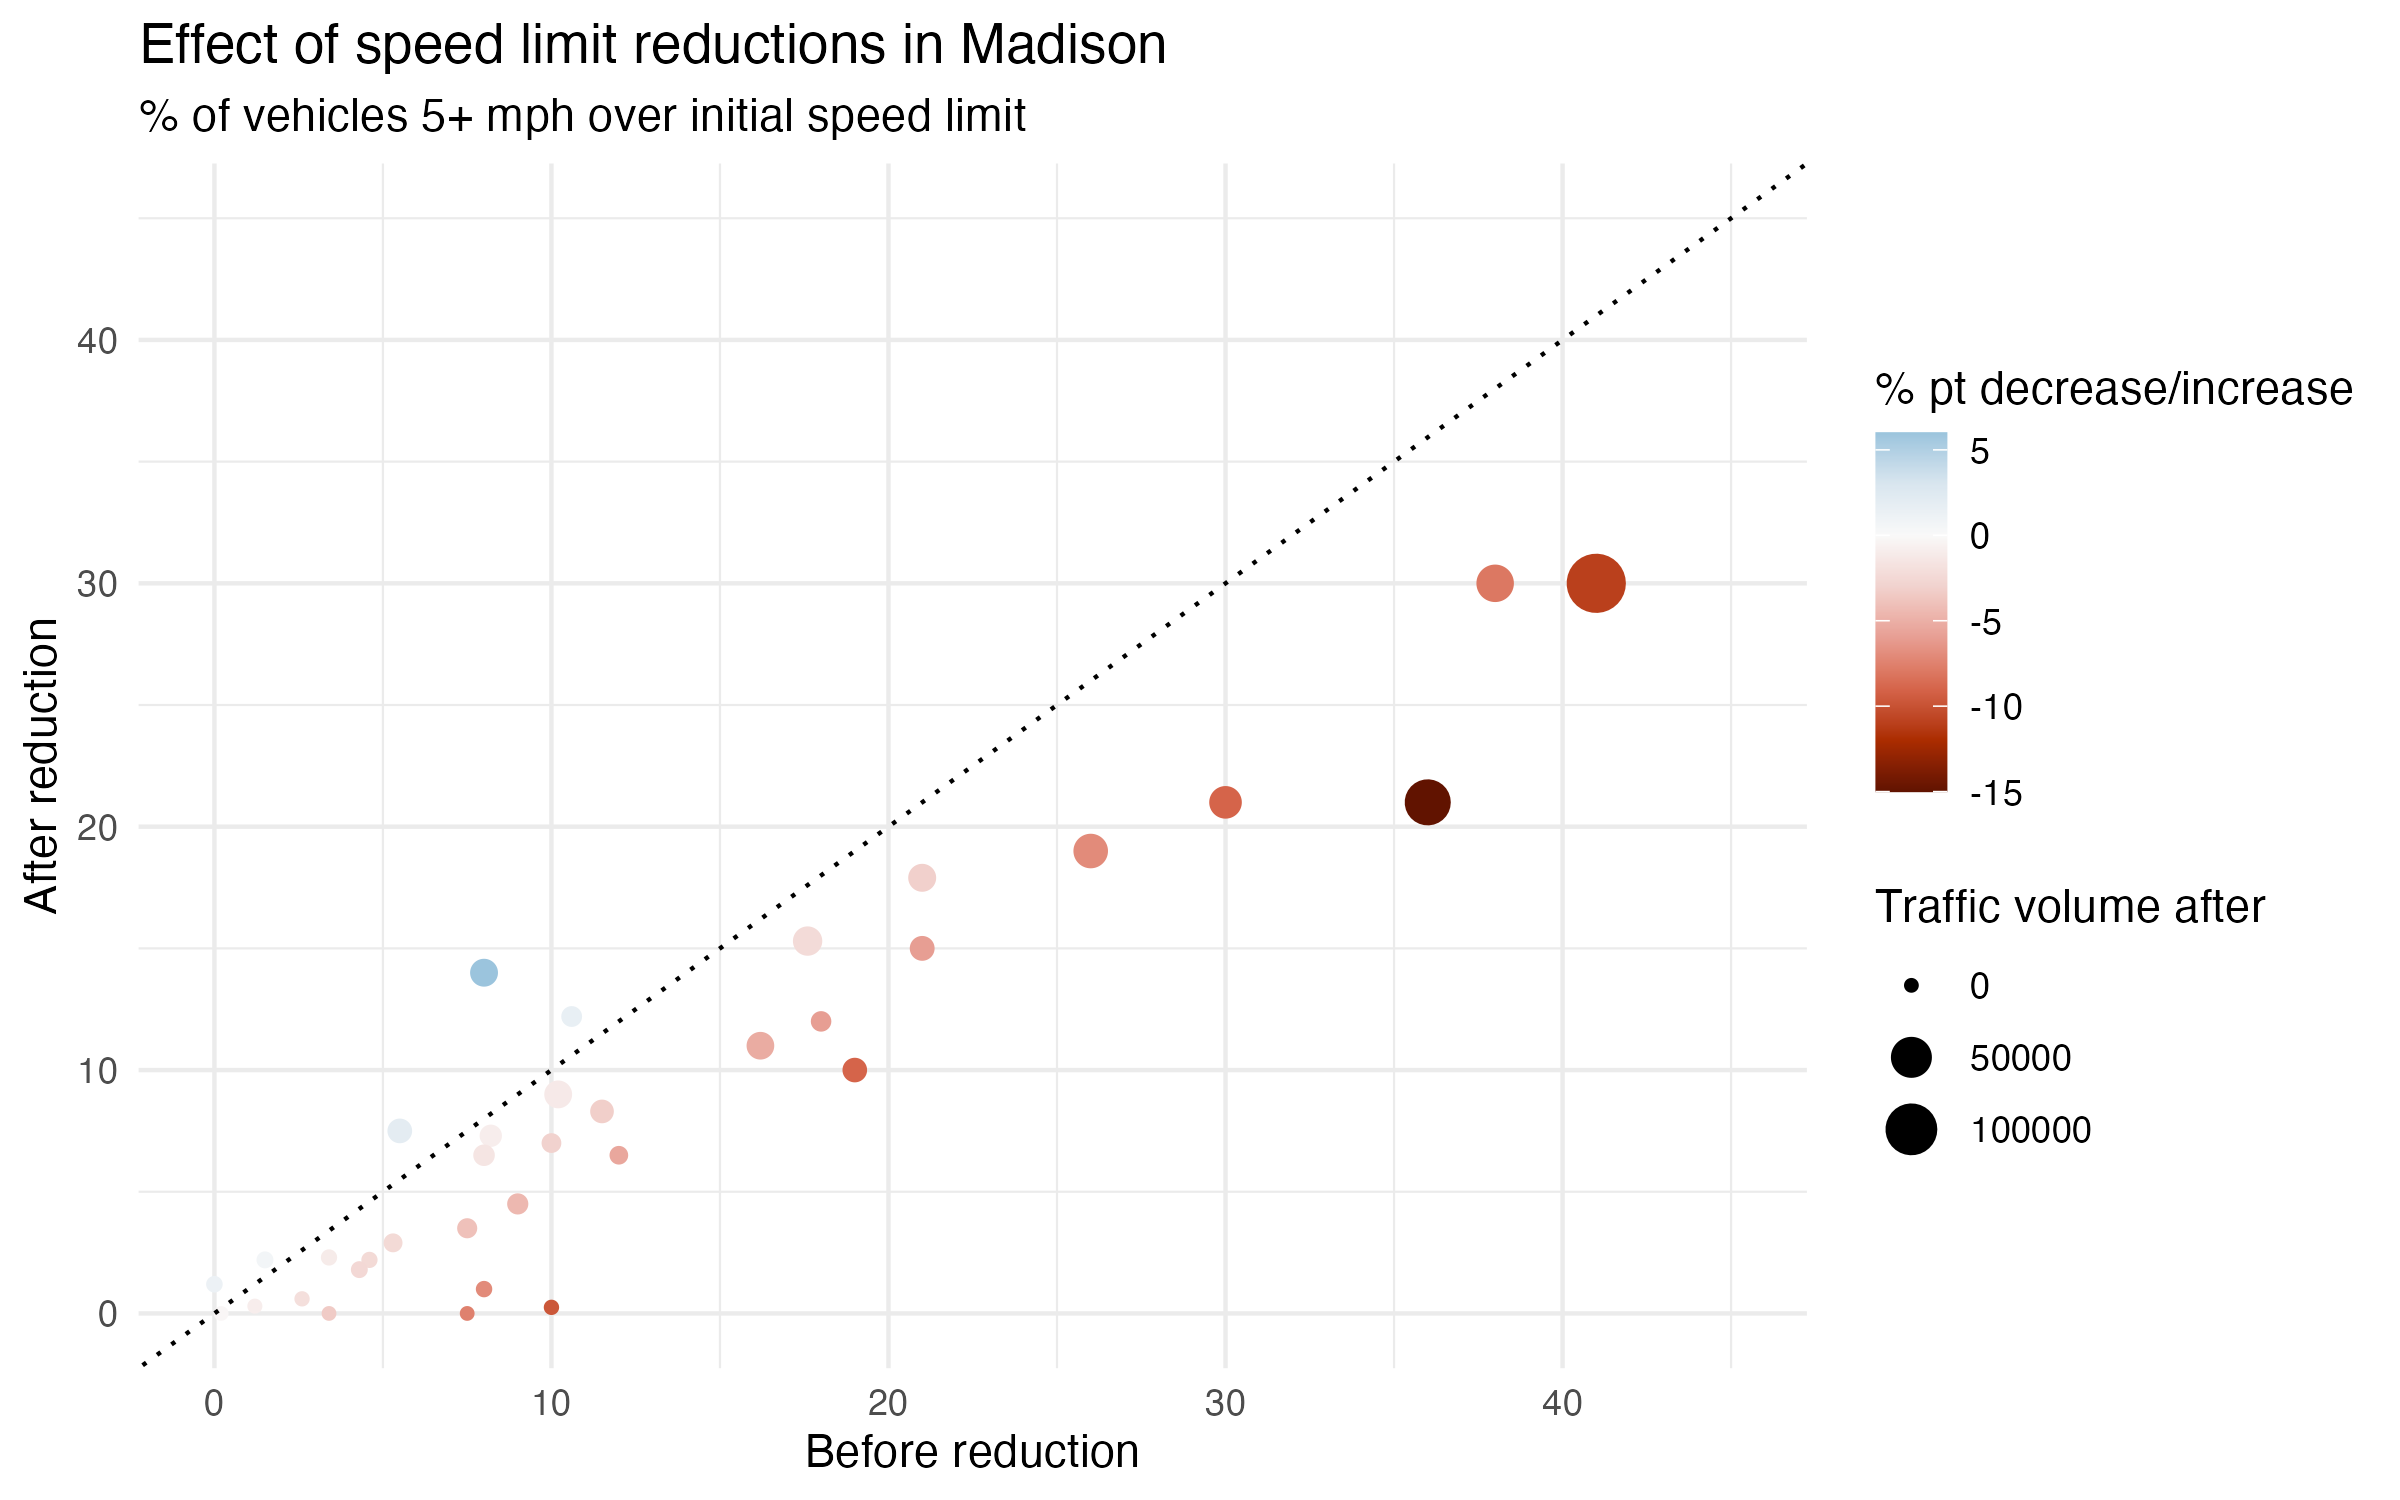 Effect of speed limit reductions in Madison
% of vehicles 5+ mph over initial speed limit
After reduction
40
30
20
10
0
0 10 20 30 40
Before reduction
% pt decrease/increase
5
0
-5
-10
-15
Traffic volume after
0
50000
100000